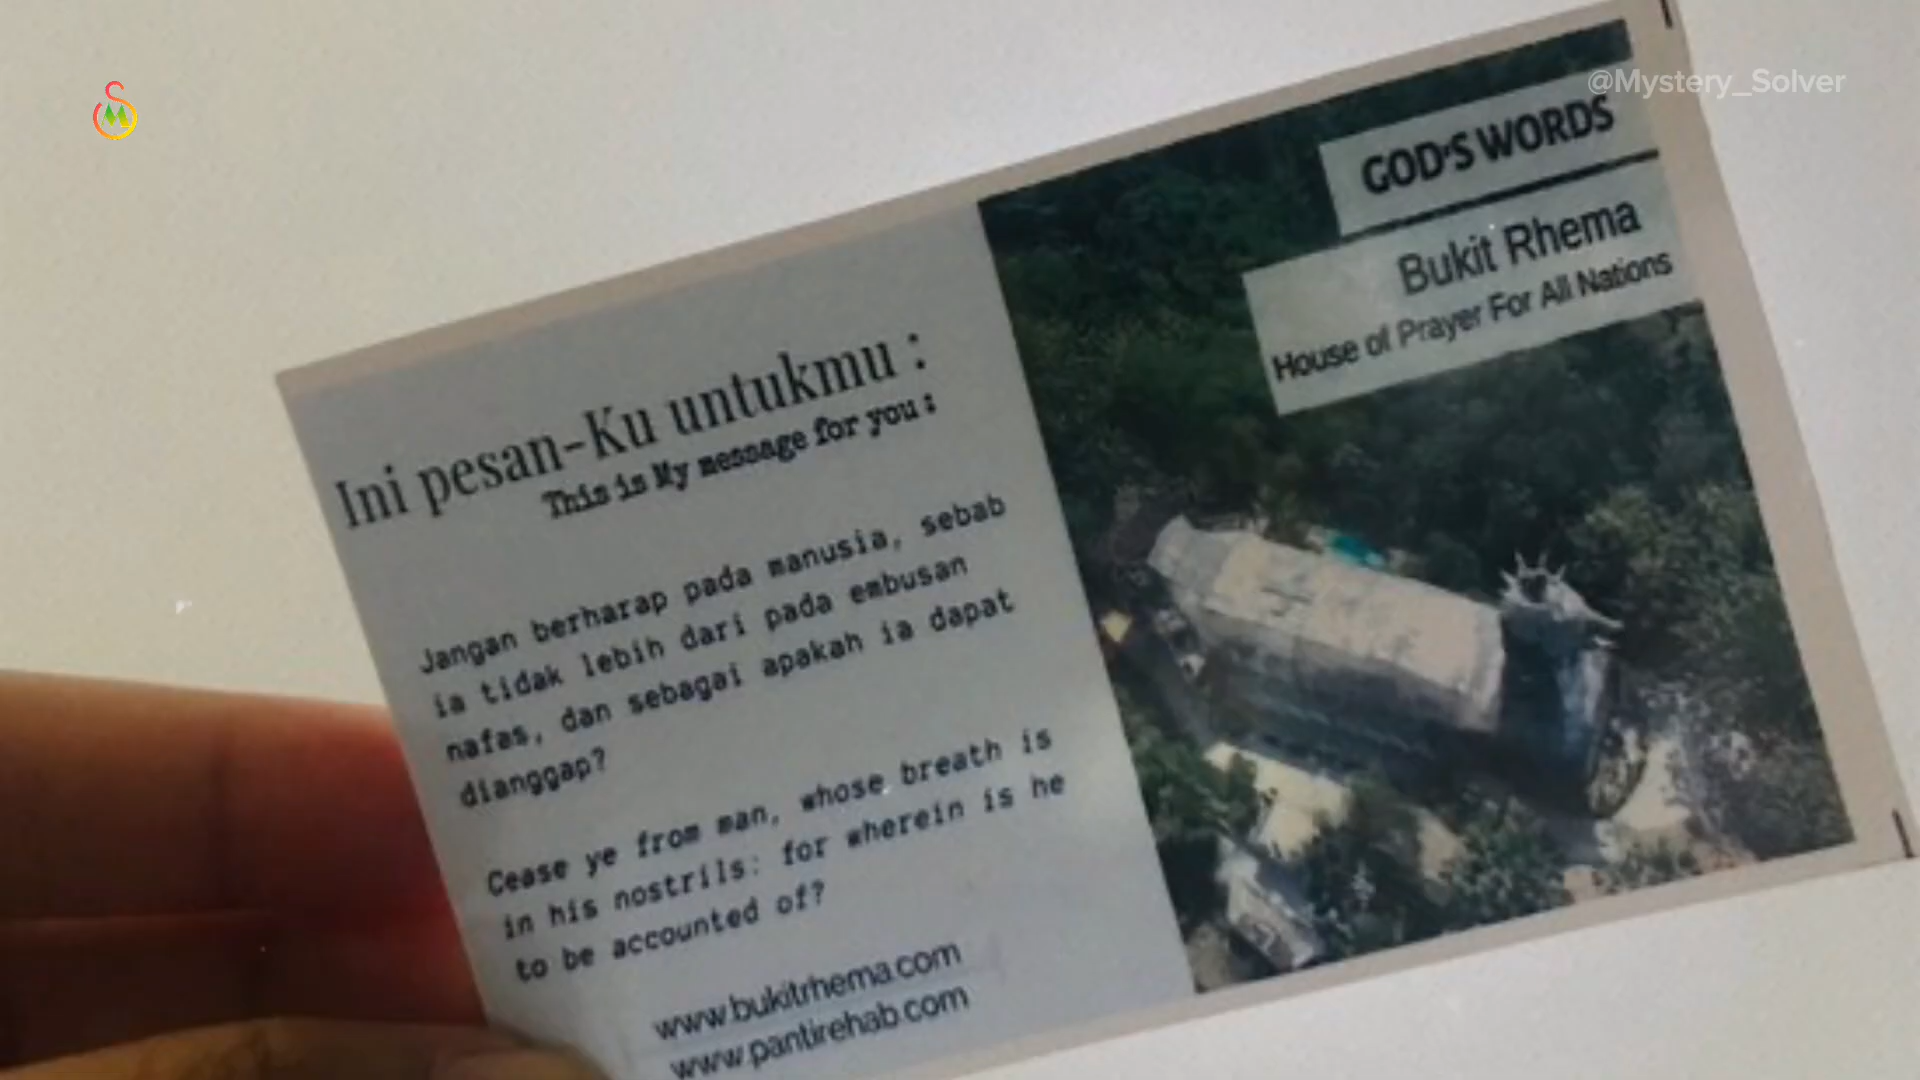 @Mystery_Solver
GOD'S WORDS
Bukit Rhema
House of Prayer For All Nations
Ini pesan-Ku untukmu :
This is My message for you :
Jangan berharap pada manusia, sebab
ia tidak lebih dari pada embusan
nafas, dan sebagai apakah ia dapat
dianggap?
Cease ye from man, whose breath is
in his nostrils: for wherein is he
to be accounted of?
www.bukitrhema.com
www.pantirehab.com